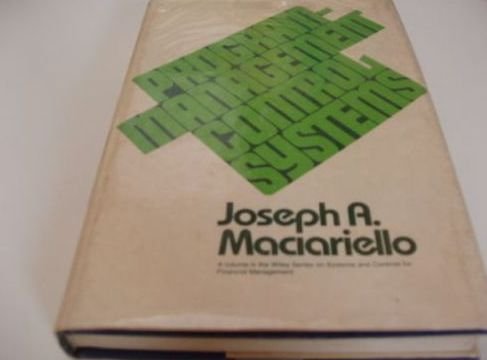 PROGRAM-
MANAGEMENT
CONTROL
SYSTEMS
Joseph A.
Maciariello
A Volume in the Wiley Series on Systems and Controls for
Financial Management